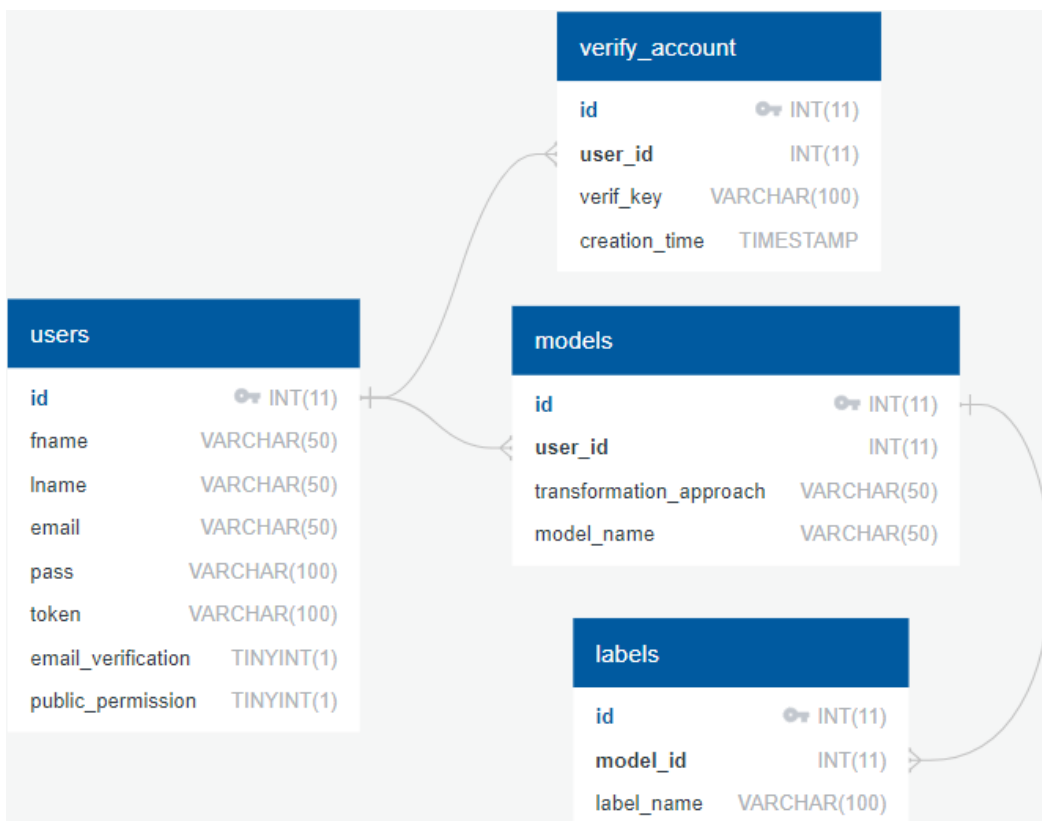 verify_account
id INT(11)
user_id INT(11)
verif_key VARCHAR(100)
creation_time TIMESTAMP
users
id INT(11)
fname VARCHAR(50)
lname VARCHAR(50)
email VARCHAR(50)
pass VARCHAR(100)
token VARCHAR(100)
email_verification TINYINT(1)
public_permission TINYINT(1)
models
id INT(11)
user_id INT(11)
transformation_approach VARCHAR(50)
model_name VARCHAR(50)
labels
id INT(11)
model_id INT(11)
label_name VARCHAR(100)